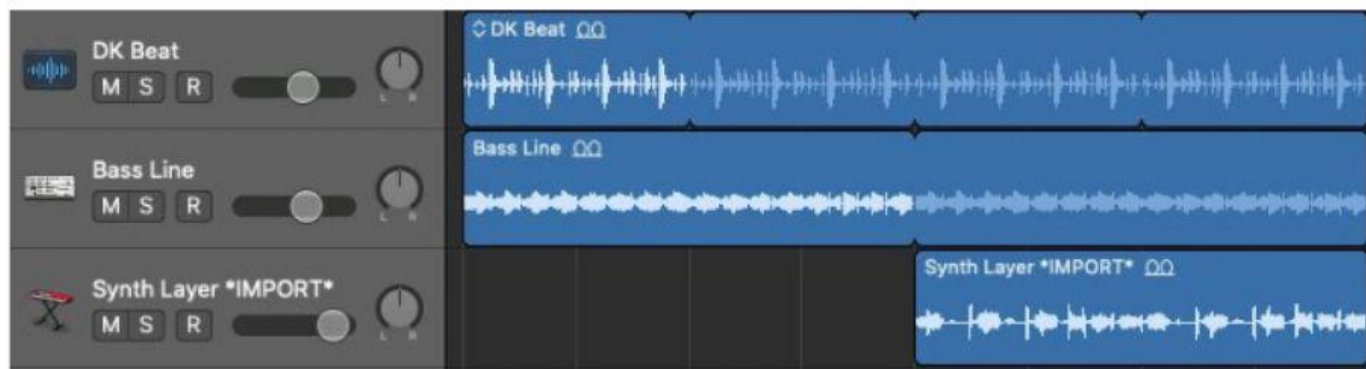 DK Beat
M S R
L R
DK Beat
Bass Line
M S R
L R
Bass Line
Synth Layer *IMPORT*
M S R
L R
Synth Layer *IMPORT*